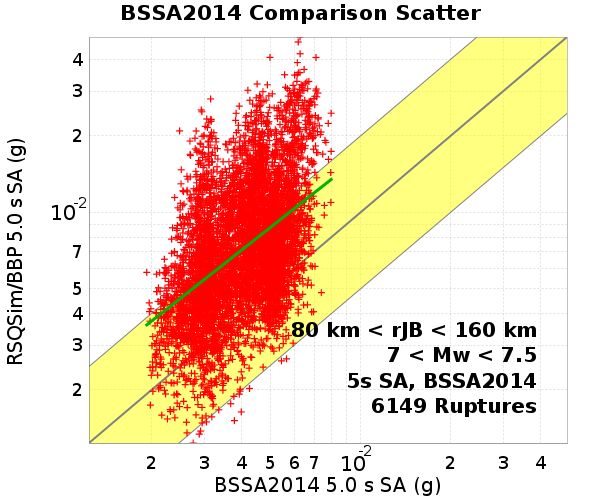 BSSA2014 Comparison Scatter
RSQSim/BBP 5.0 s SA (g)
4
3
2
10-2
7
5
4
3
2
80 km < rJB < 160 km
7 < Mw < 7.5
5s SA, BSSA2014
6149 Ruptures
2 3 4 5 6 7 10-2 2 3 4
BSSA2014 5.0 s SA (g)